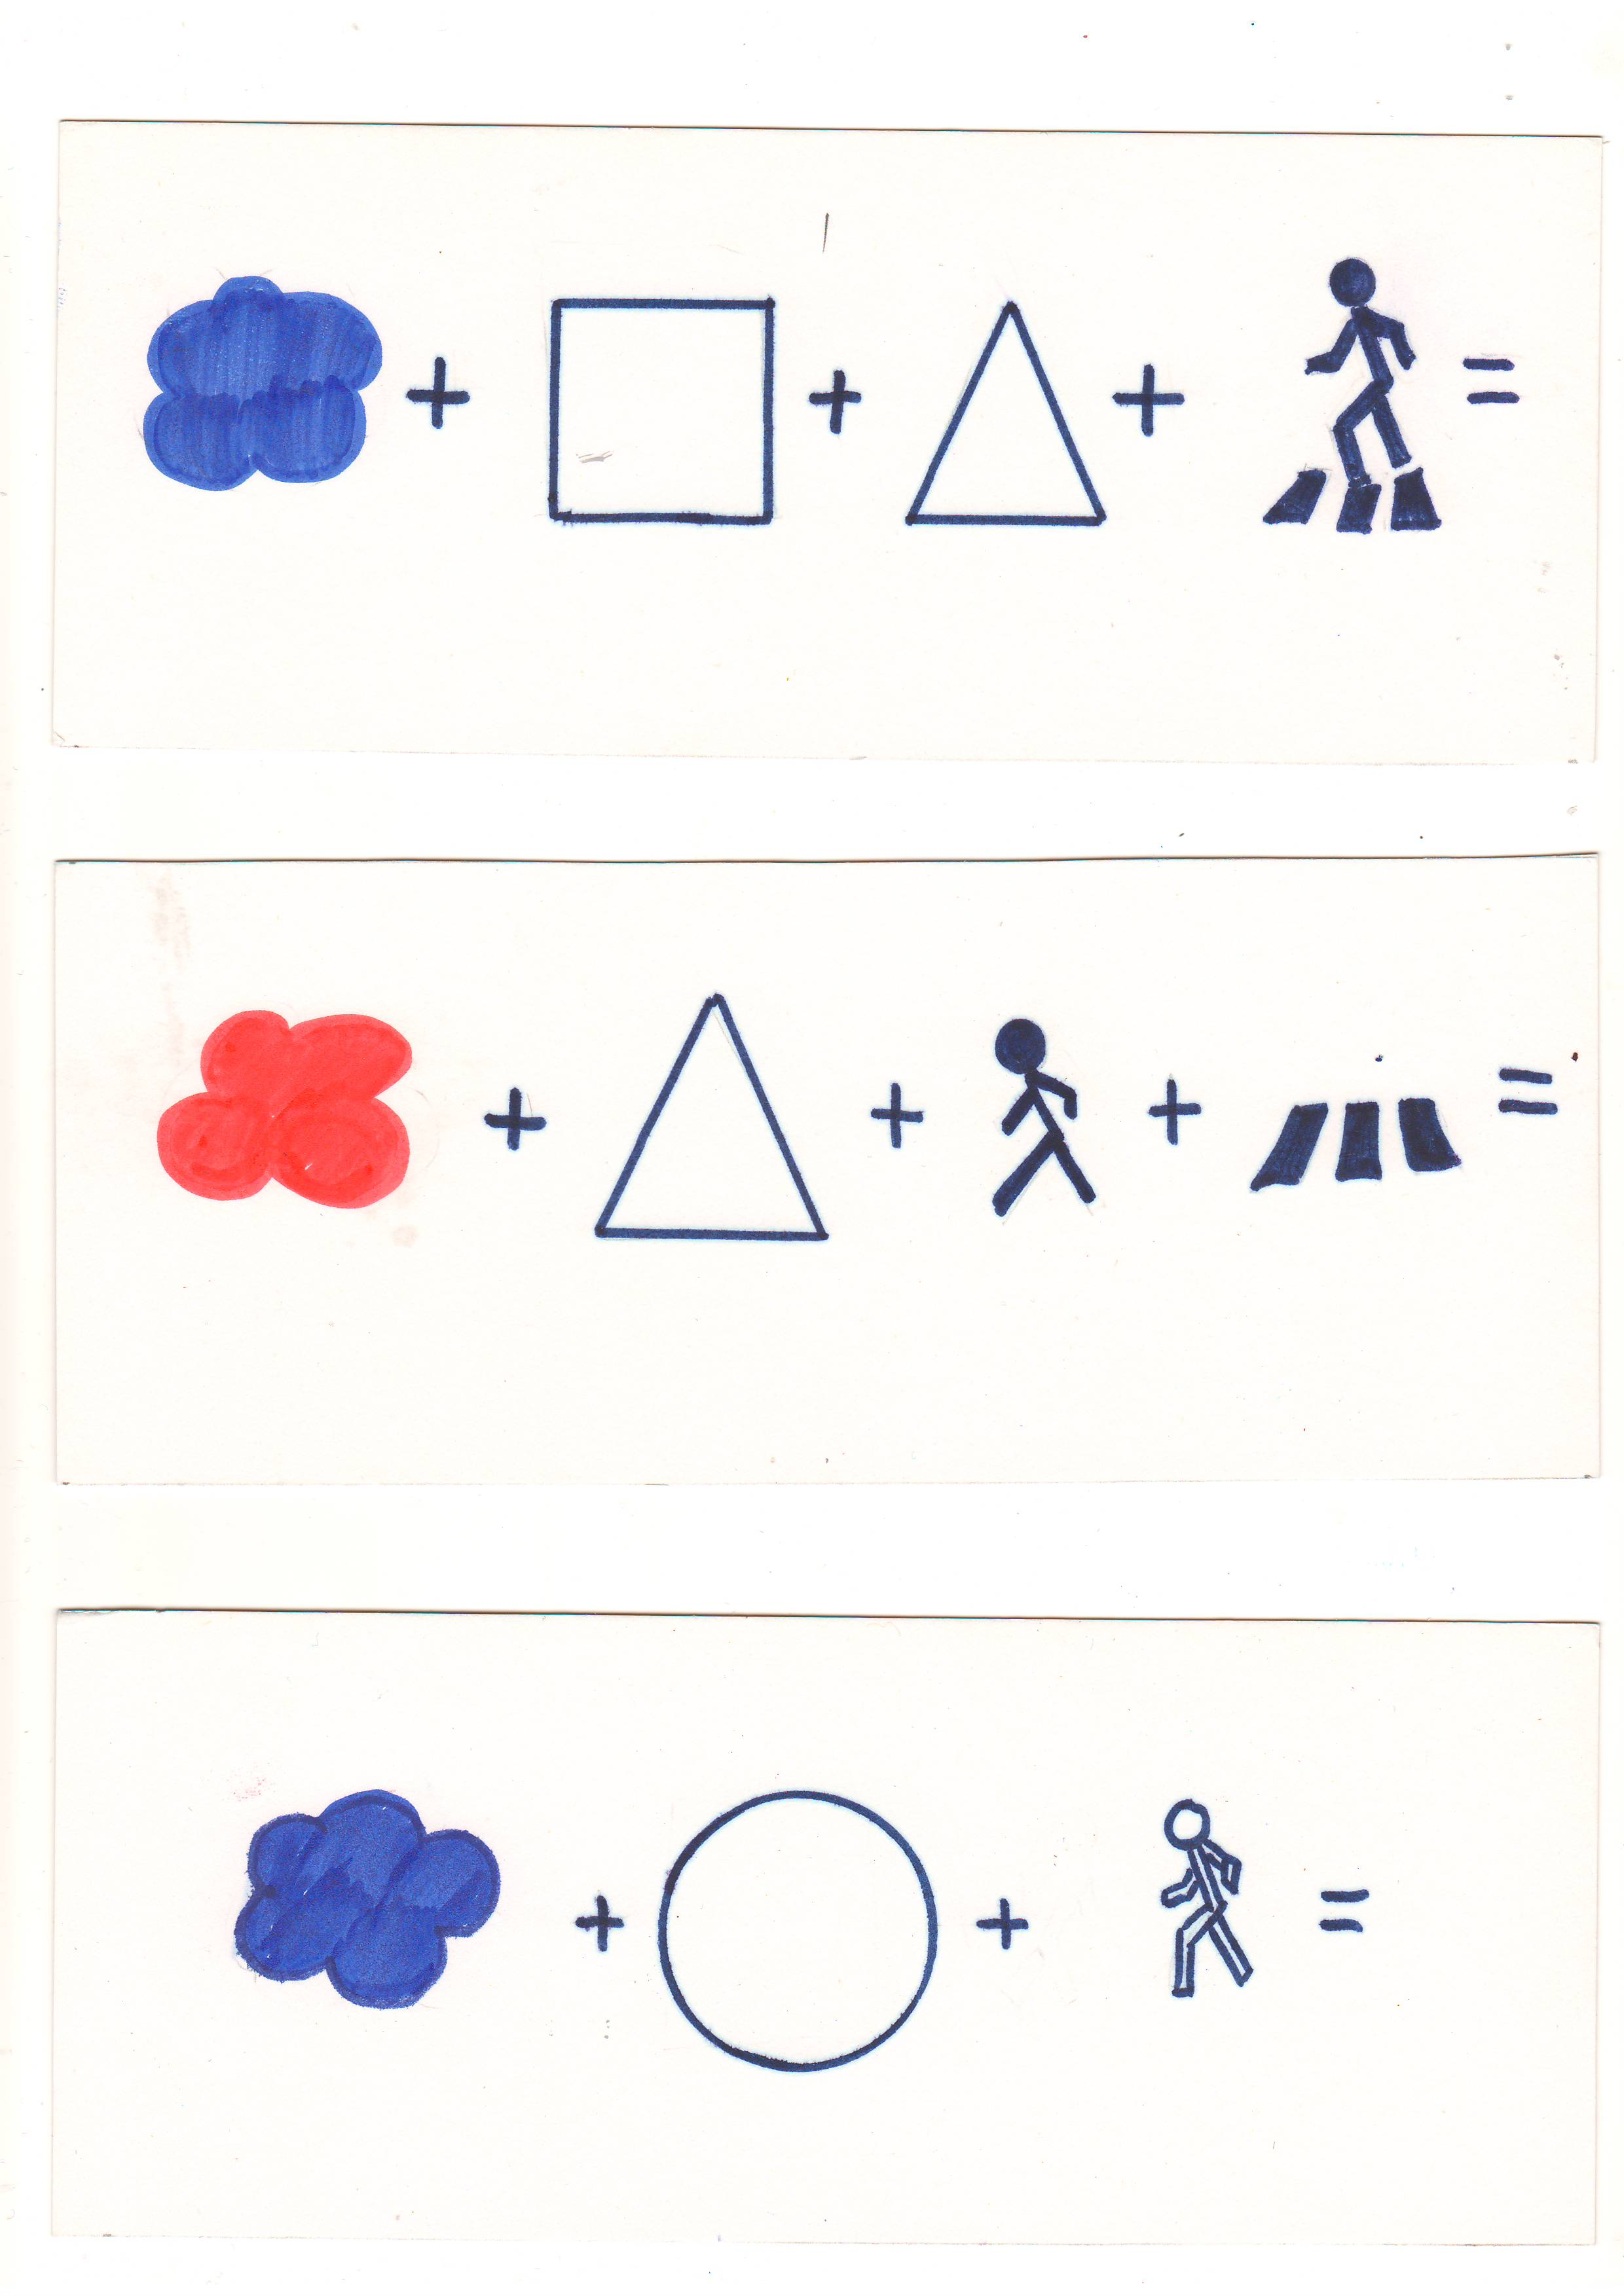 + + + =
+ + + =
+ + =